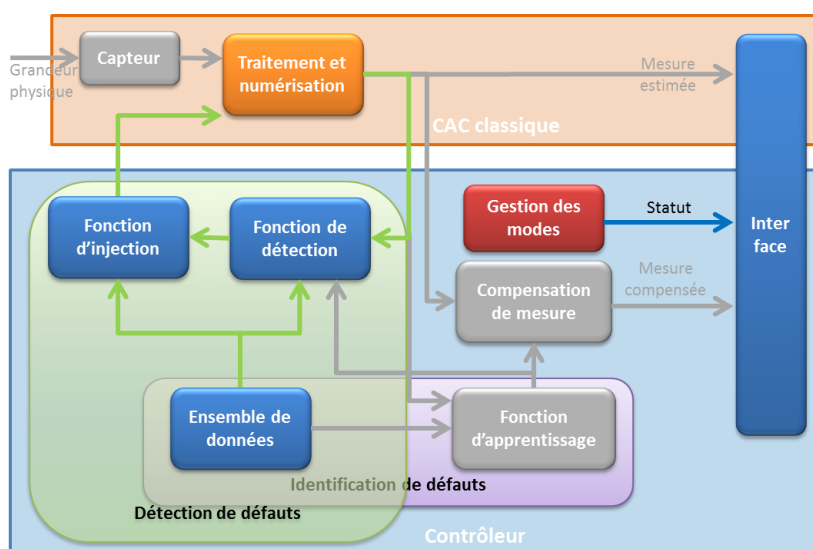 Grandeur
physique
Capteur
Traitement et
numérisation
Mesure
estimée
CAC classique
Fonction
d'injection
Fonction de
détection
Gestion des
modes
Statut
Inter
face
Compensation
de mesure
Mesure
compensée
Ensemble de
données
Fonction
d'apprentissage
Identification de défauts
Détection de défauts
Contrôleur